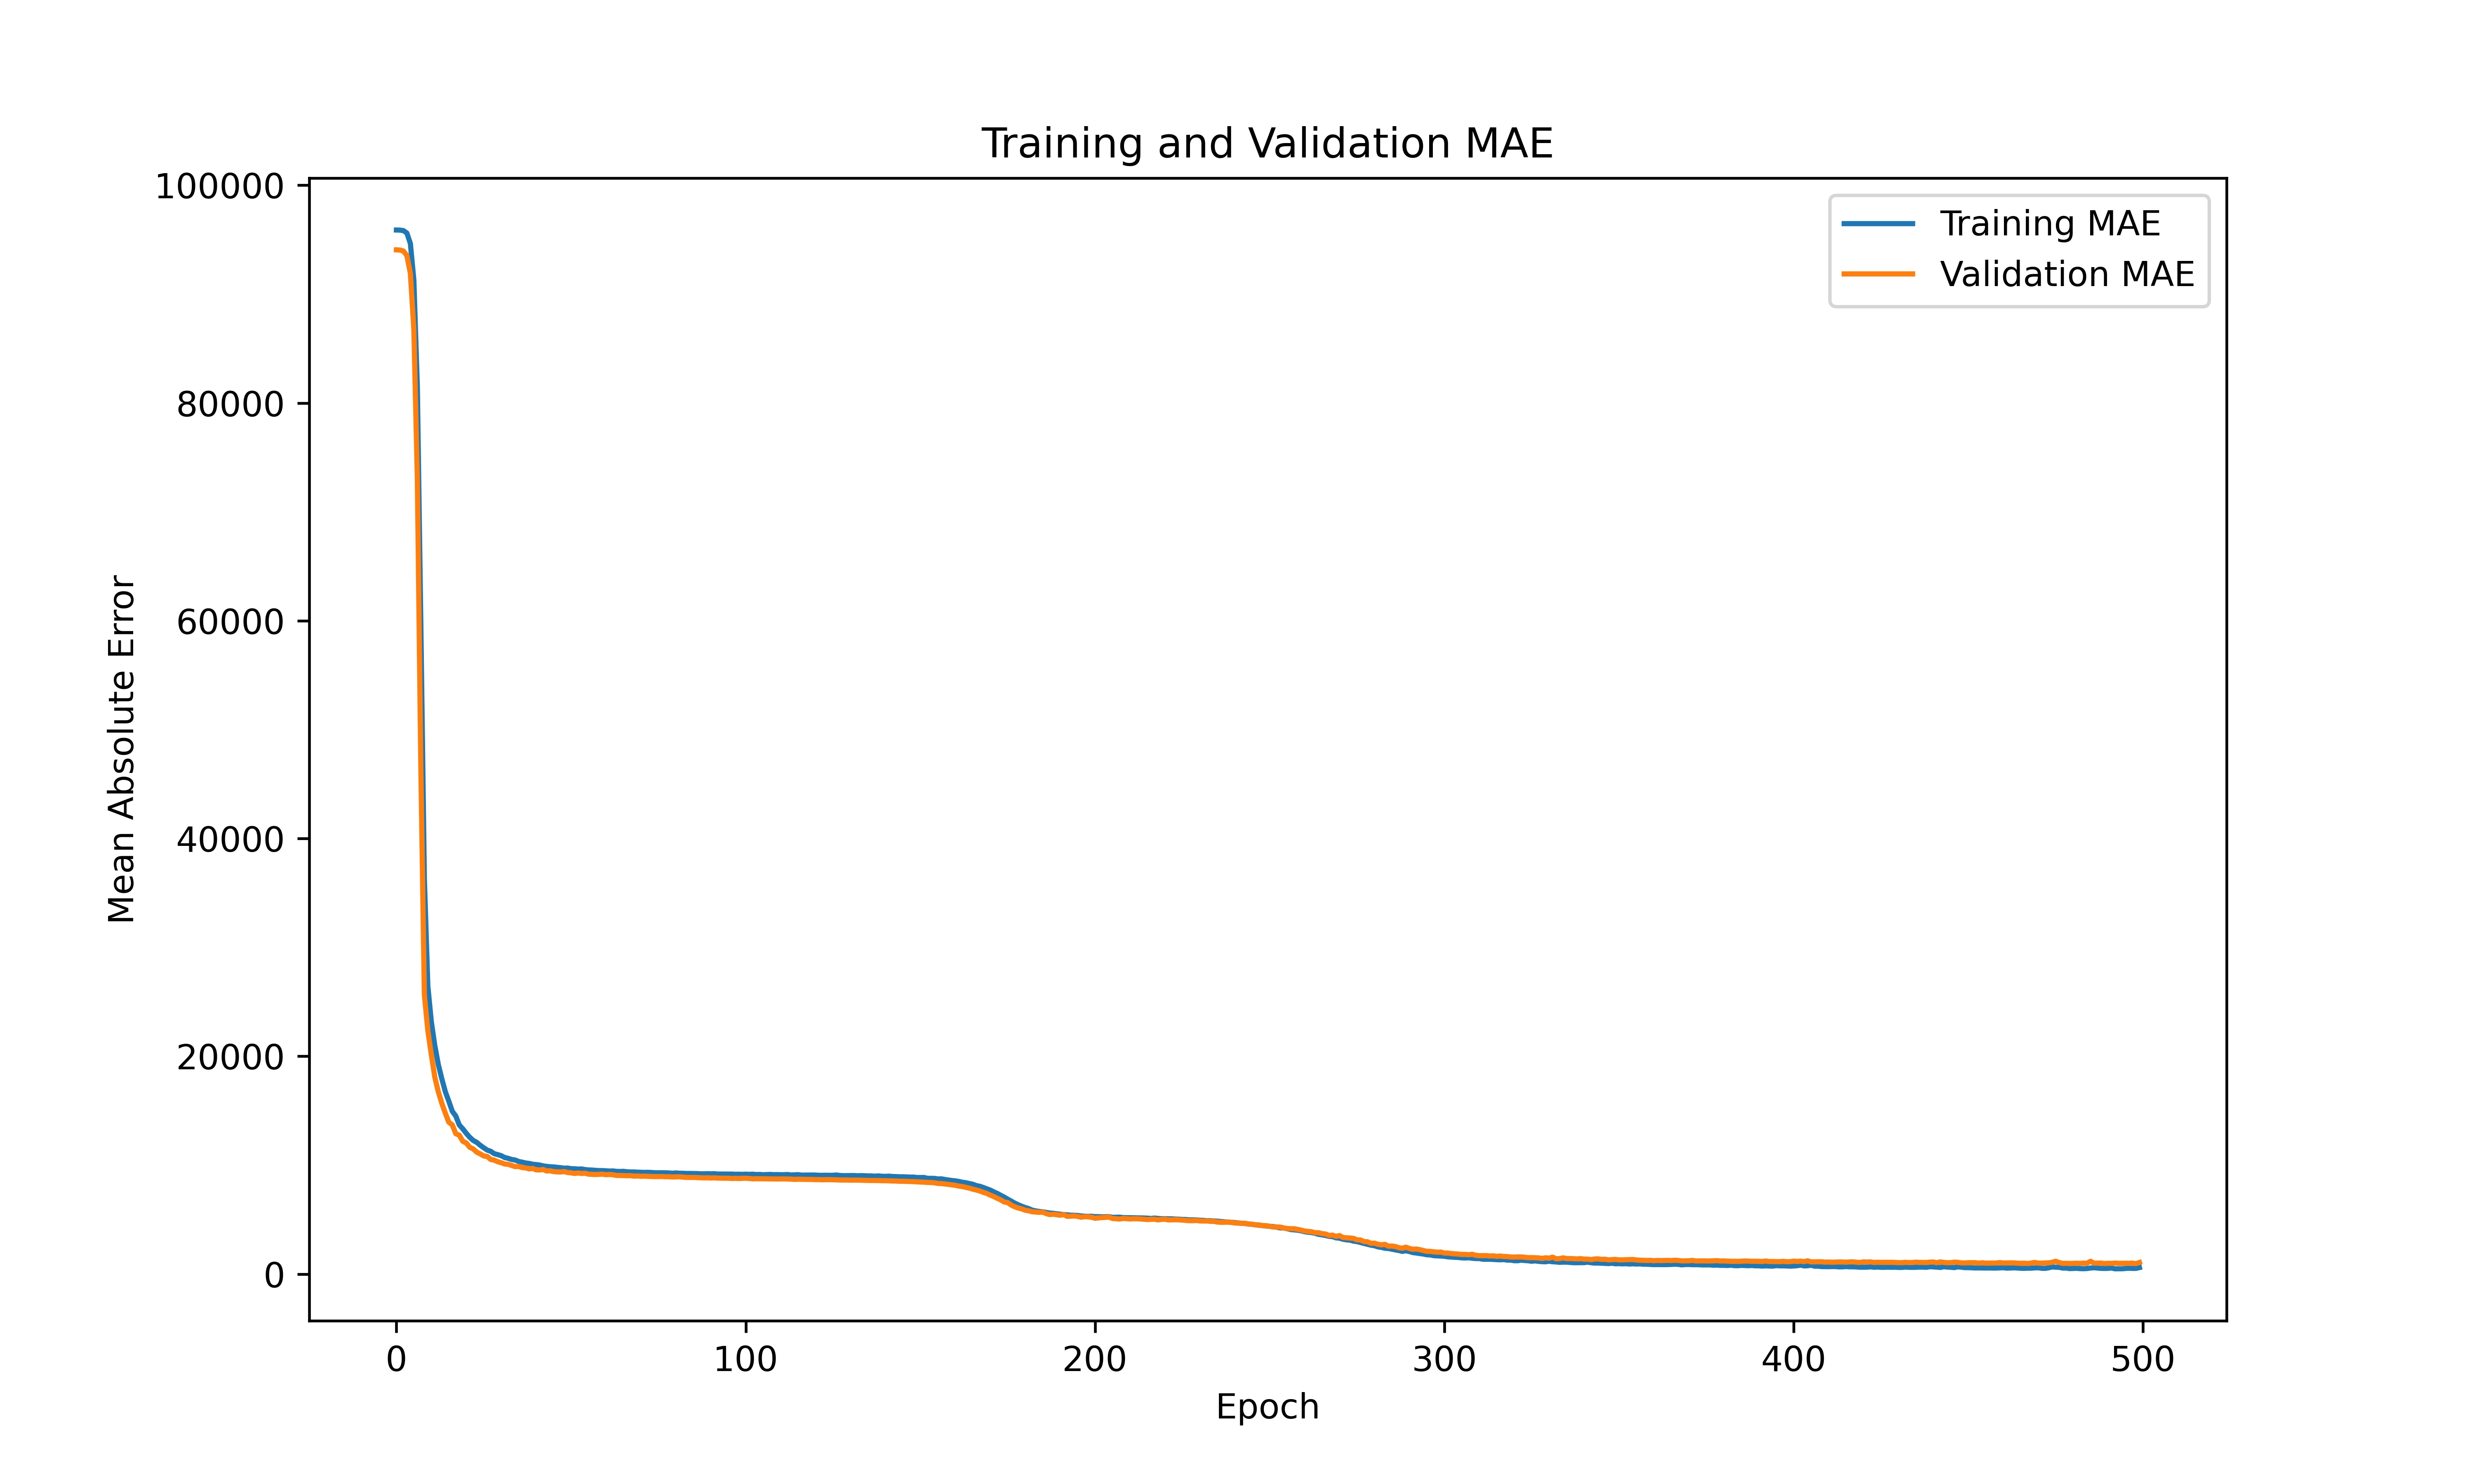 Training and Validation MAE
100000
80000
60000
40000
20000
0
Mean Absolute Error
Training MAE
Validation MAE
0 100 200 300 400 500
Epoch